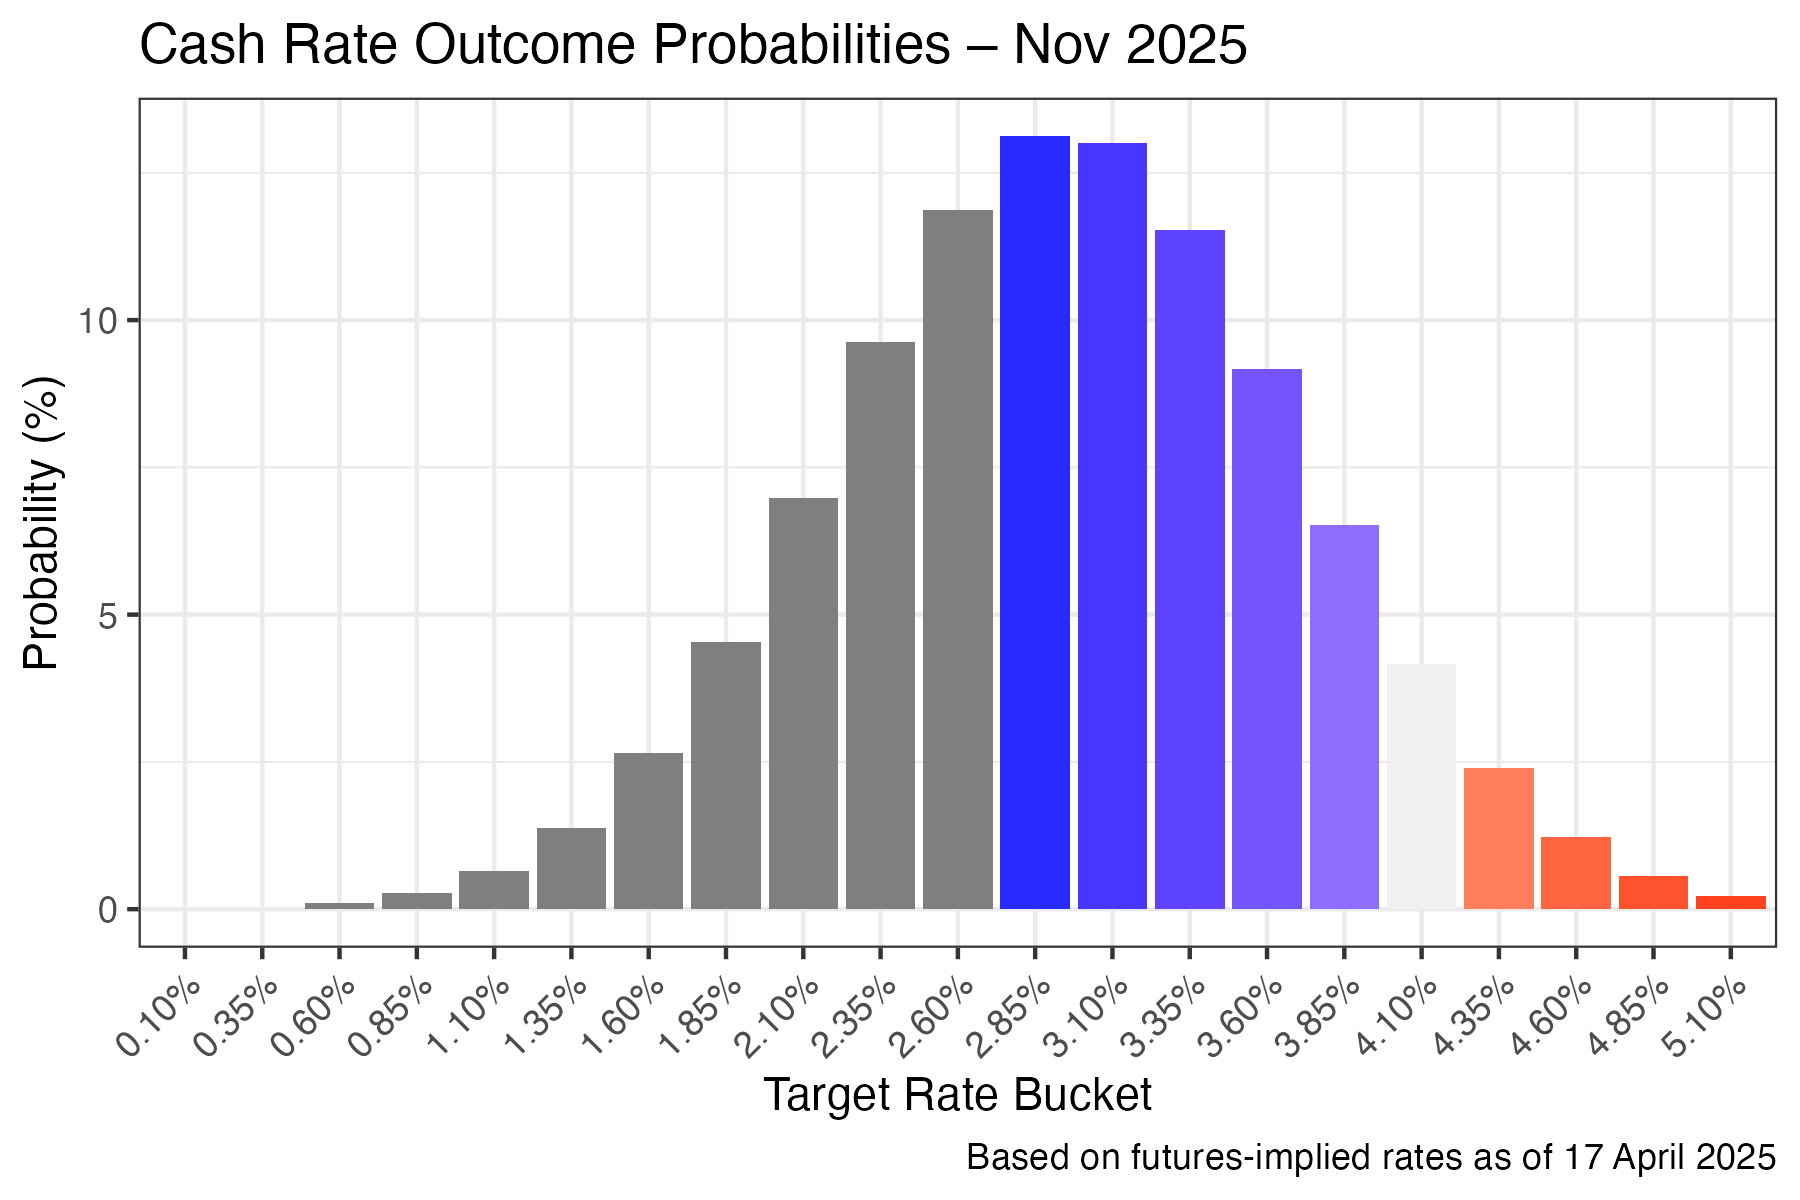 Cash Rate Outcome Probabilities – Nov 2025
Probability (%)
10
5
0
0.10% 0.35% 0.60% 0.85% 1.10% 1.35% 1.60% 1.85% 2.10% 2.35% 2.60% 2.85% 3.10% 3.35% 3.60% 3.85% 4.10% 4.35% 4.60% 4.85% 5.10%
Target Rate Bucket
Based on futures-implied rates as of 17 April 2025